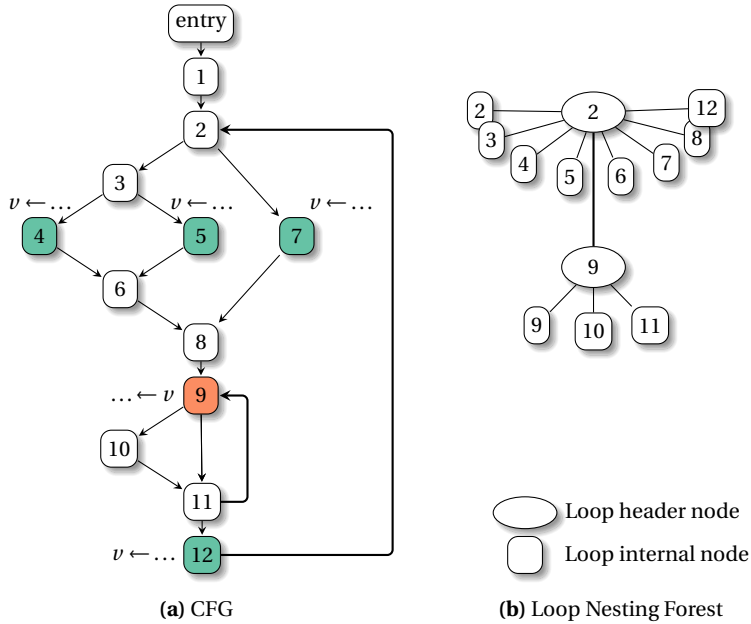 entry
1
2
3
v ← …
v ← …
v ← …
4
5
7
6
8
… ← v
9
10
11
v ← …
12
(a) CFG
2
2
12
3
8
4
5
6
7
9
9
10
11
Loop header node
Loop internal node
(b) Loop Nesting Forest